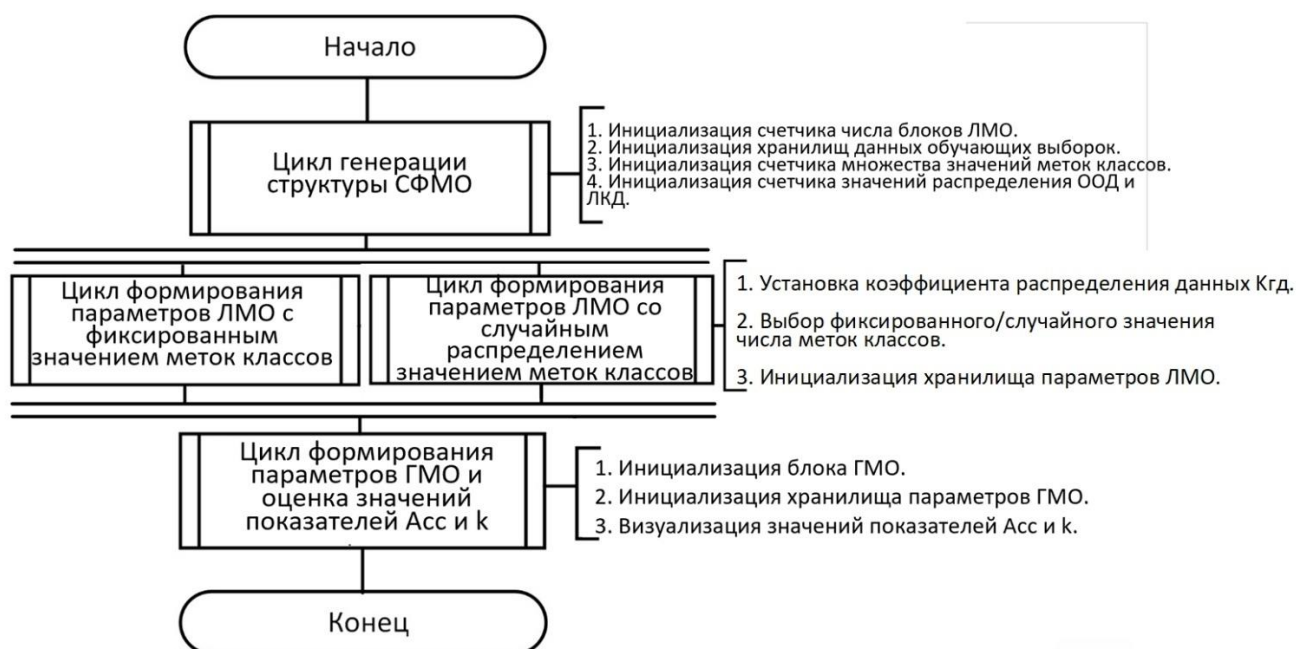 Начало
Цикл генерации
структуры СФМО
1. Инициализация счетчика числа блоков ЛМО.
2. Инициализация хранилищ данных обучающих выборок.
3. Инициализация счетчика множества значений меток классов.
4. Инициализация счетчика значений распределения ООД и
ЛКД.
Цикл формирования
параметров ЛМО с
фиксированным
значением меток классов
Цикл формирования
параметров ЛМО со
случайным
распределением
значением меток классов
1. Установка коэффициента распределения данных Kгд.
2. Выбор фиксированного/случайного значения
числа меток классов.
3. Инициализация хранилища параметров ЛМО.
Цикл формирования
параметров ГМО и
оценка значений
показателей Acc и k
1. Инициализация блока ГМО.
2. Инициализация хранилища параметров ГМО.
3. Визуализация значений показателей Acc и k.
Конец